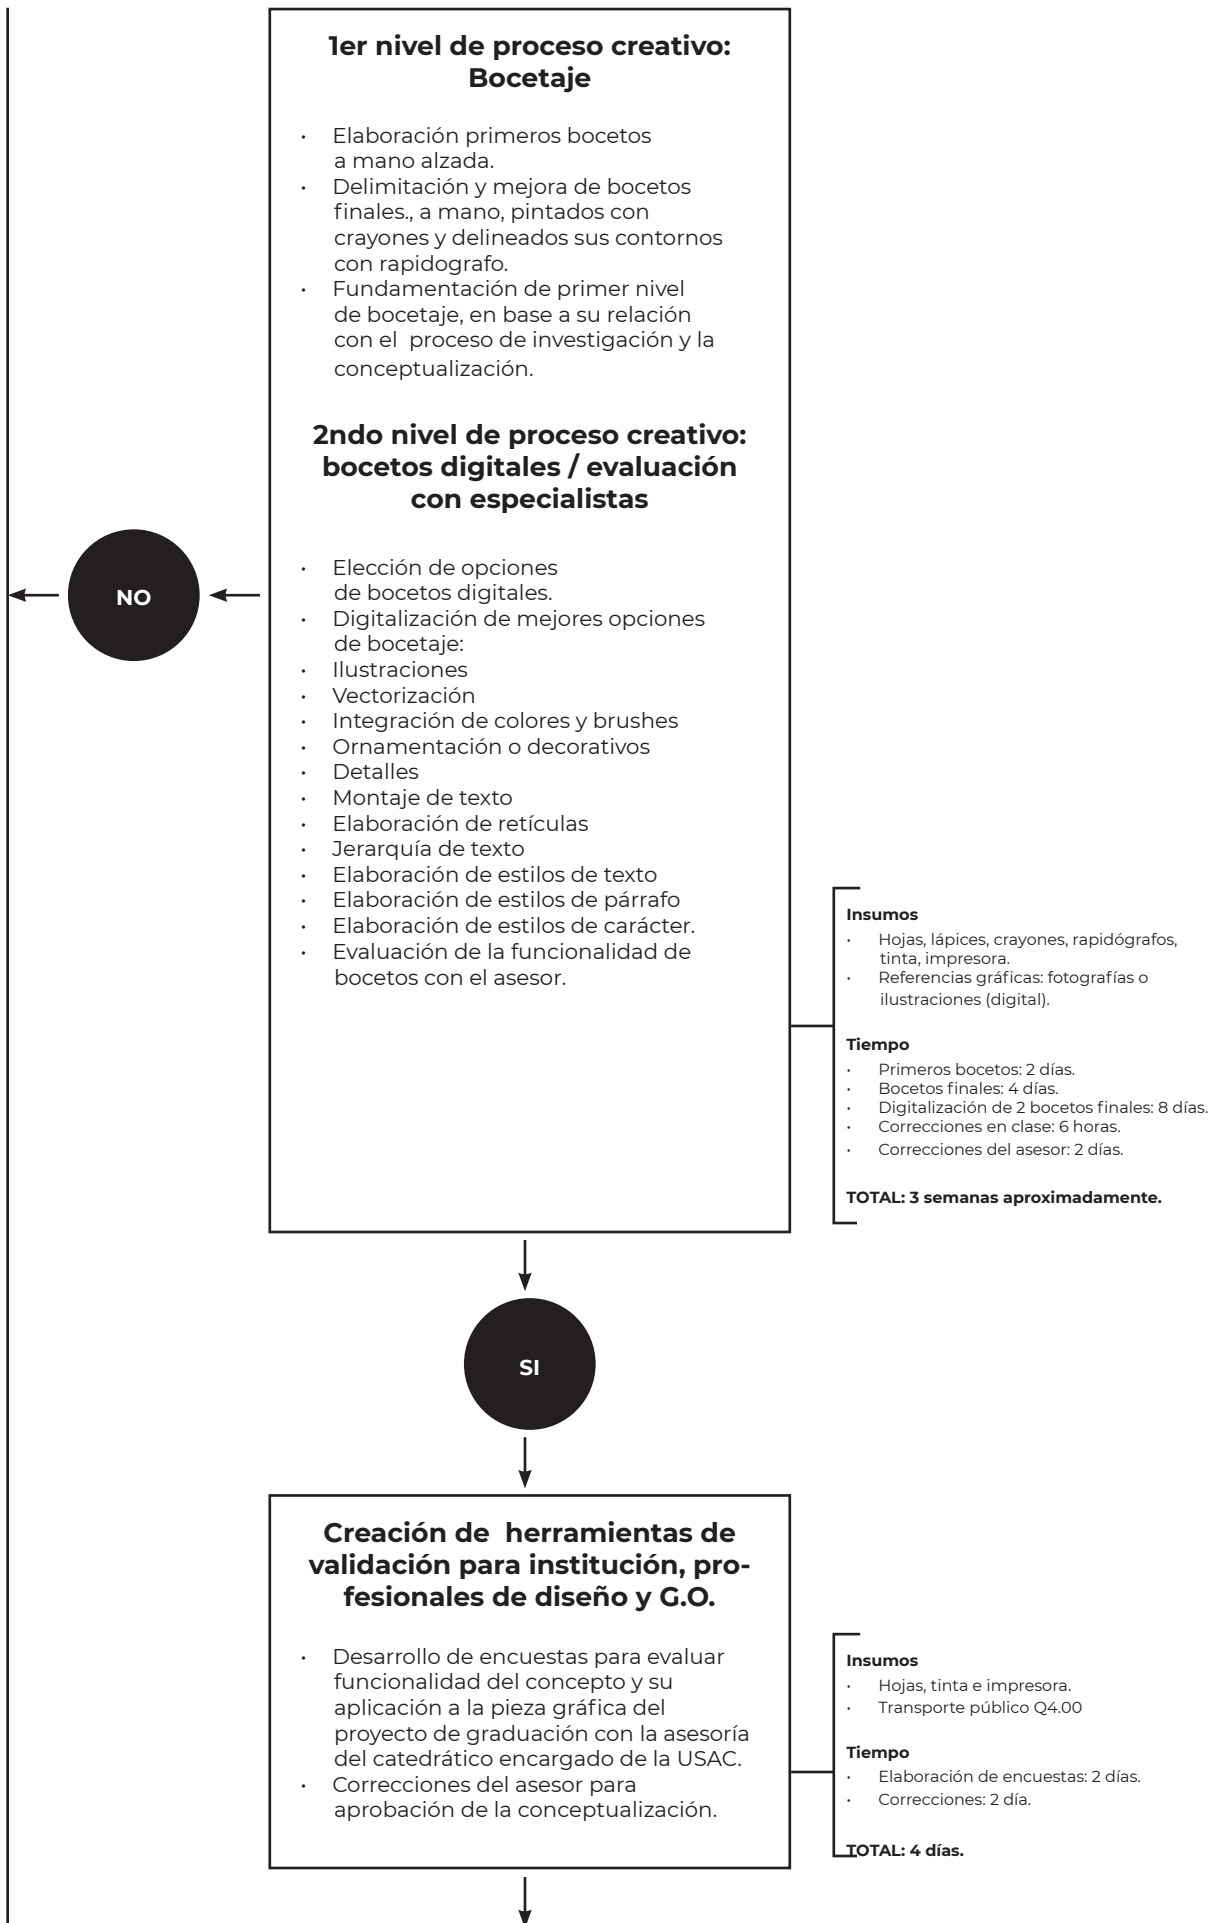 1er nivel de proceso creativo:
Bocetaje
• Elaboración primeros bocetos
a mano alzada.
• Delimitación y mejora de bocetos
finales., a mano, pintados con
crayones y delineados sus contornos
con rapidografo.
• Fundamentación de primer nivel
de bocetaje, en base a su relación
con el  proceso de investigación y la
conceptualización.
2ndo nivel de proceso creativo:
bocetos digitales / evaluación
con especialistas
NO
• Elección de opciones
de bocetos digitales.
• Digitalización de mejores opciones
de bocetaje:
• Ilustraciones
• Vectorización
• Integración de colores y brushes
• Ornamentación o decorativos
• Detalles
• Montaje de texto
• Elaboración de retículas
• Jerarquía de texto
• Elaboración de estilos de texto
• Elaboración de estilos de párrafo
• Elaboración de estilos de carácter.
• Evaluación de la funcionalidad de
bocetos con el asesor.
Insumos
• Hojas, lápices, crayones, rapidógrafos,
tinta, impresora.
• Referencias gráficas: fotografías o
ilustraciones (digital).
Tiempo
• Primeros bocetos: 2 días.
• Bocetos finales: 4 días.
• Digitalización de 2 bocetos finales: 8 días.
• Correcciones en clase: 6 horas.
• Correcciones del asesor: 2 días.
TOTAL: 3 semanas aproximadamente.
SI
Creación de  herramientas de
validación para institución, pro-
fesionales de diseño y G.O.
• Desarrollo de encuestas para evaluar
funcionalidad del concepto y su
aplicación a la pieza gráfica del
proyecto de graduación con la asesoría
del catedrático encargado de la USAC.
• Correcciones del asesor para
aprobación de la conceptualización.
Insumos
• Hojas, tinta e impresora.
• Transporte público Q4.00
Tiempo
• Elaboración de encuestas: 2 días.
• Correcciones: 2 día.
TOTAL: 4 días.